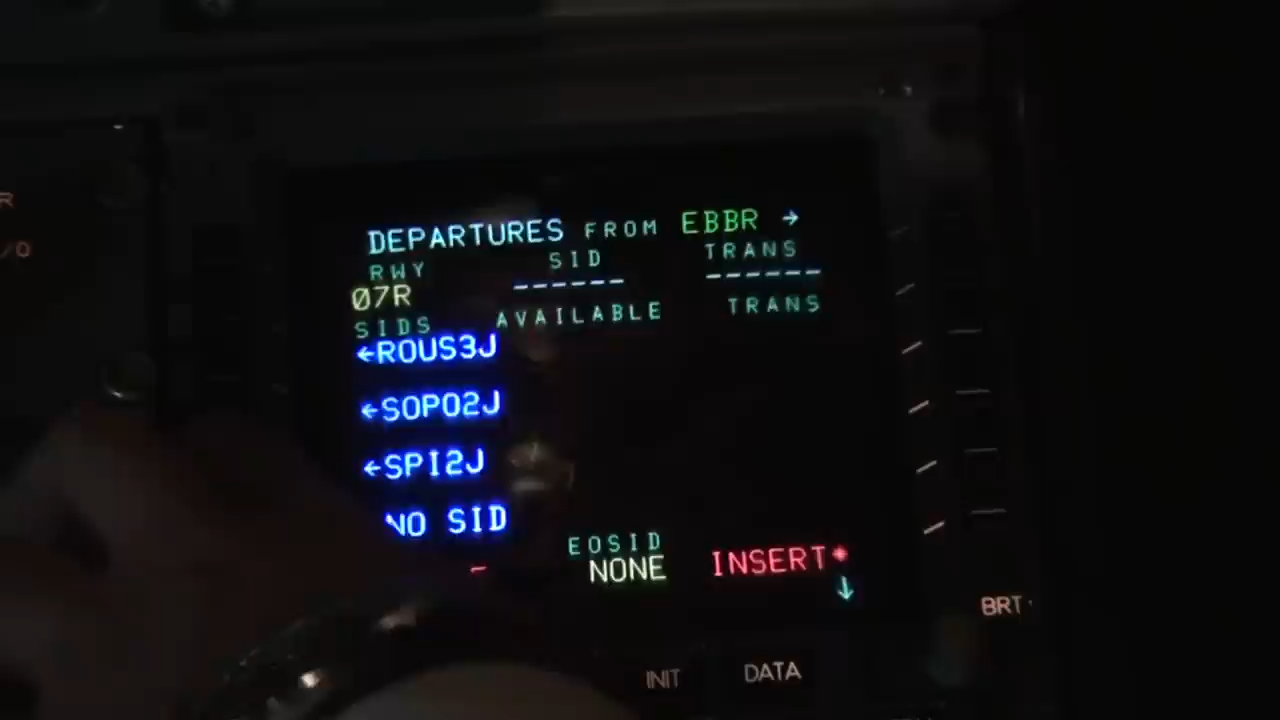 R
/O
DEPARTURES FROM EBBR →
RWY SID TRANS
07R ------ ------
SIDS AVAILABLE TRANS
←ROUS3J
←SOPO2J
←SPI2J
NO SID
EOSID
NONE INSERT*
↓
BRT
INIT DATA